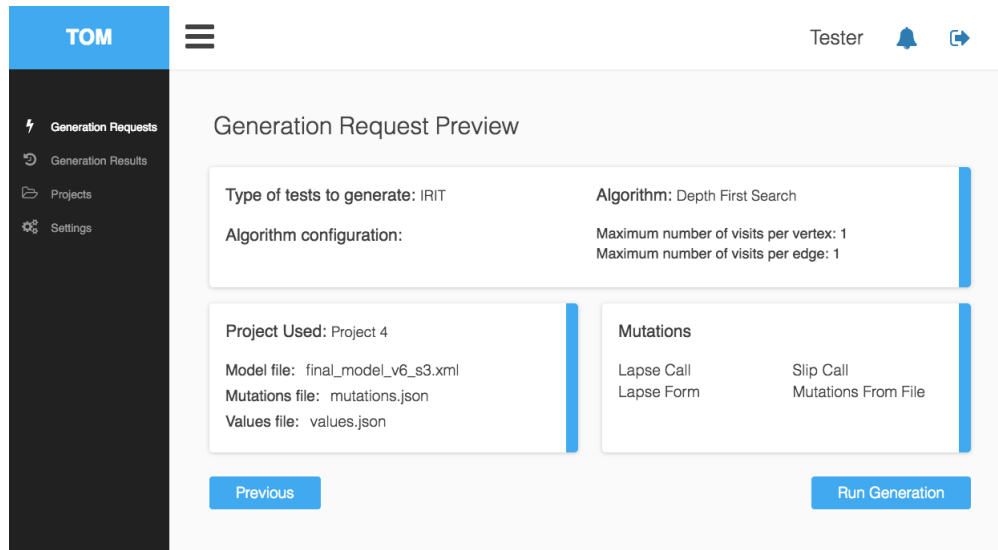 TOM
Tester
Generation Requests
Generation Results
Projects
Settings
Generation Request Preview
Type of tests to generate: IRIT
Algorithm: Depth First Search
Algorithm configuration:
Maximum number of visits per vertex: 1
Maximum number of visits per edge: 1
Project Used: Project 4
Model file: final_model_v6_s3.xml
Mutations file: mutations.json
Values file: values.json
Mutations
Lapse Call
Slip Call
Lapse Form
Mutations From File
Previous
Run Generation